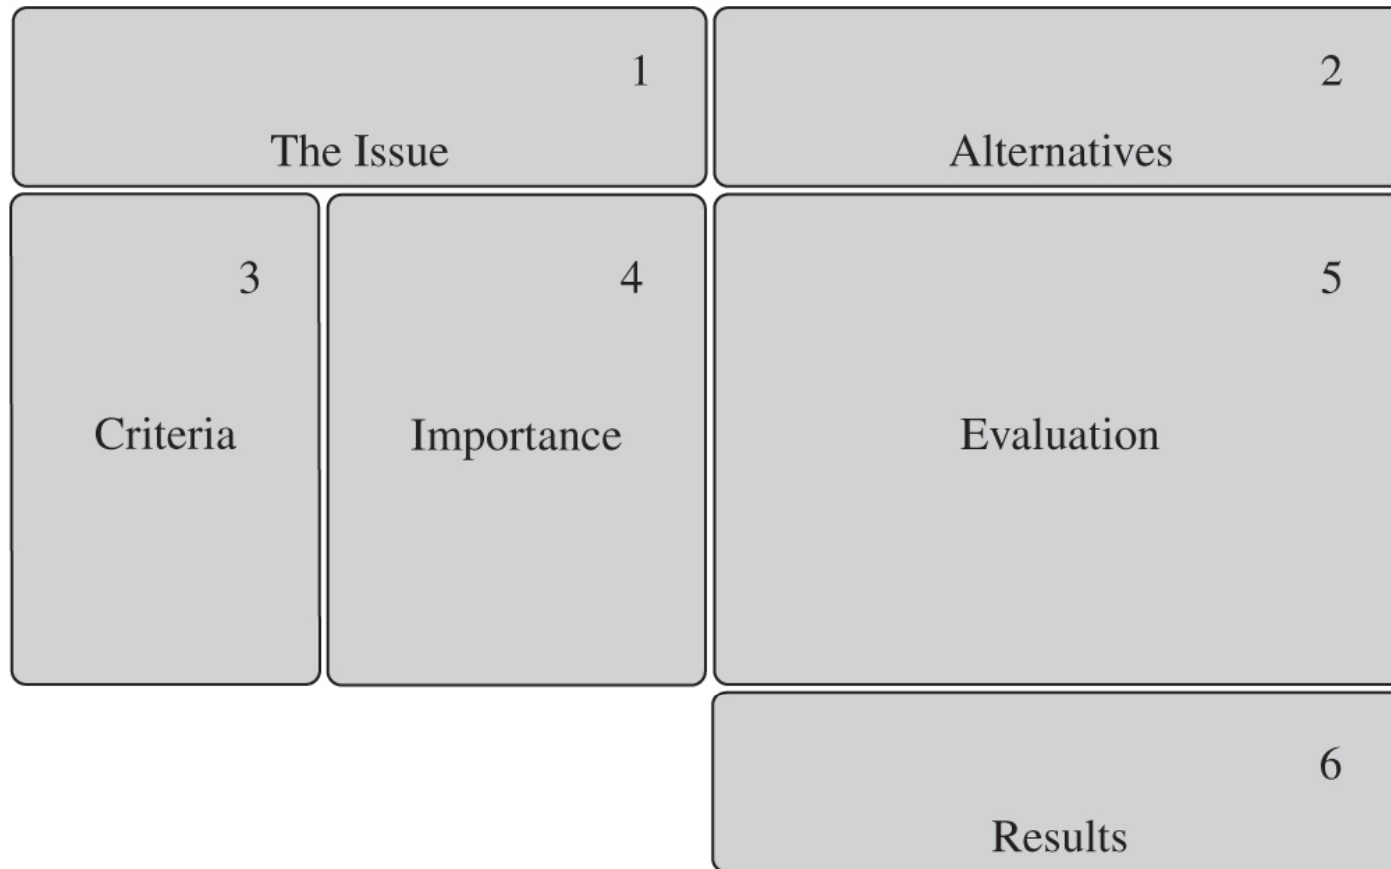 1
The Issue
2
Alternatives
3
Criteria
4
Importance
5
Evaluation
6
Results